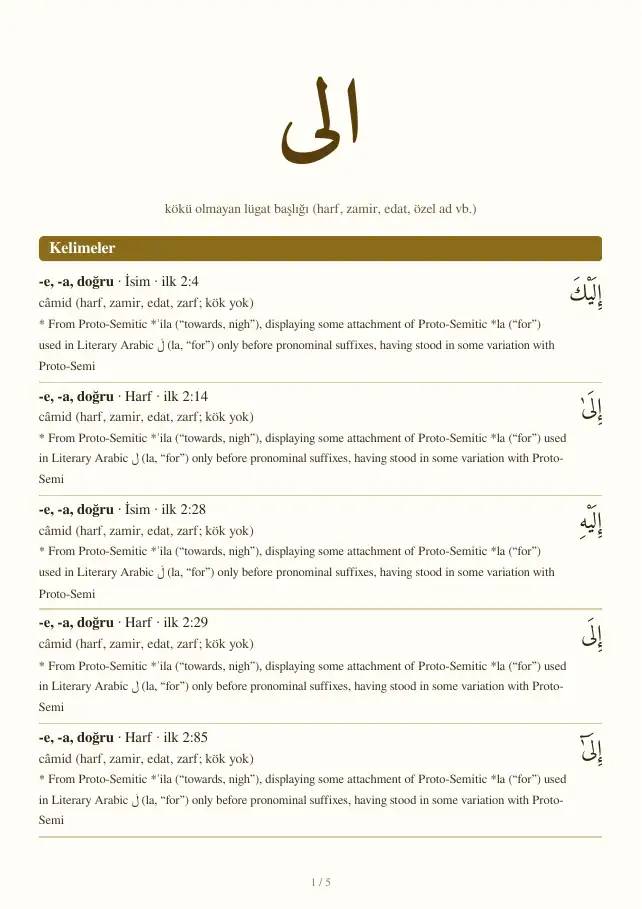 الى
kökü olmayan lügat başlığı (harf, zamir, edat, özel ad vb.)
Kelimeler
-e, -a, doğru · İsim · ilk 2:4 إِلَيْكَ
câmid (harf, zamir, edat, zarf; kök yok)
* From Proto-Semitic *ʾila (“towards, nigh”), displaying some attachment of Proto-Semitic *la (“for”)
used in Literary Arabic لَ (la, “for”) only before pronominal suffixes, having stood in some variation with
Proto-Semi
-e, -a, doğru · Harf · ilk 2:14 إِلَىٰ
câmid (harf, zamir, edat, zarf; kök yok)
* From Proto-Semitic *ʾila (“towards, nigh”), displaying some attachment of Proto-Semitic *la (“for”) used
in Literary Arabic لَ (la, “for”) only before pronominal suffixes, having stood in some variation with Proto-
Semi
-e, -a, doğru · İsim · ilk 2:28 إِلَيْهِ
câmid (harf, zamir, edat, zarf; kök yok)
* From Proto-Semitic *ʾila (“towards, nigh”), displaying some attachment of Proto-Semitic *la (“for”)
used in Literary Arabic لَ (la, “for”) only before pronominal suffixes, having stood in some variation with
Proto-Semi
-e, -a, doğru · Harf · ilk 2:29 إِلَى
câmid (harf, zamir, edat, zarf; kök yok)
* From Proto-Semitic *ʾila (“towards, nigh”), displaying some attachment of Proto-Semitic *la (“for”) used
in Literary Arabic لَ (la, “for”) only before pronominal suffixes, having stood in some variation with Proto-
Semi
-e, -a, doğru · Harf · ilk 2:85 إِلَىٰٓ
câmid (harf, zamir, edat, zarf; kök yok)
* From Proto-Semitic *ʾila (“towards, nigh”), displaying some attachment of Proto-Semitic *la (“for”) used
in Literary Arabic لَ (la, “for”) only before pronominal suffixes, having stood in some variation with Proto-
Semi
1 / 5